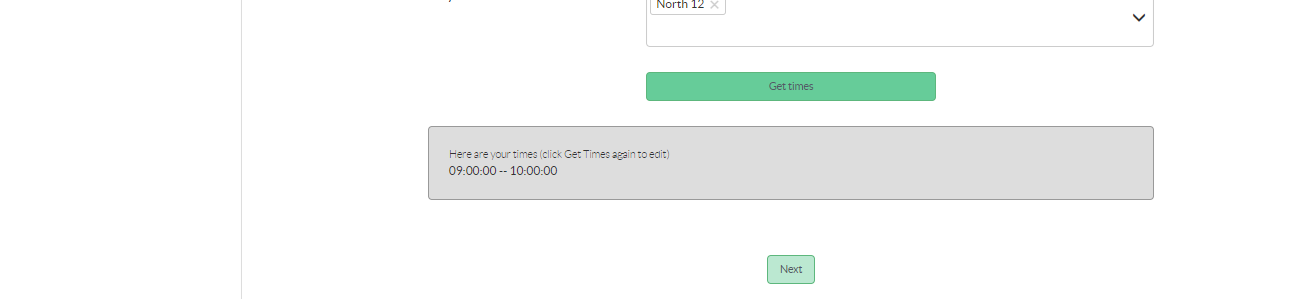 North 12
Get times
Here are your times (click Get Times again to edit)
09:00:00 -- 10:00:00
Next